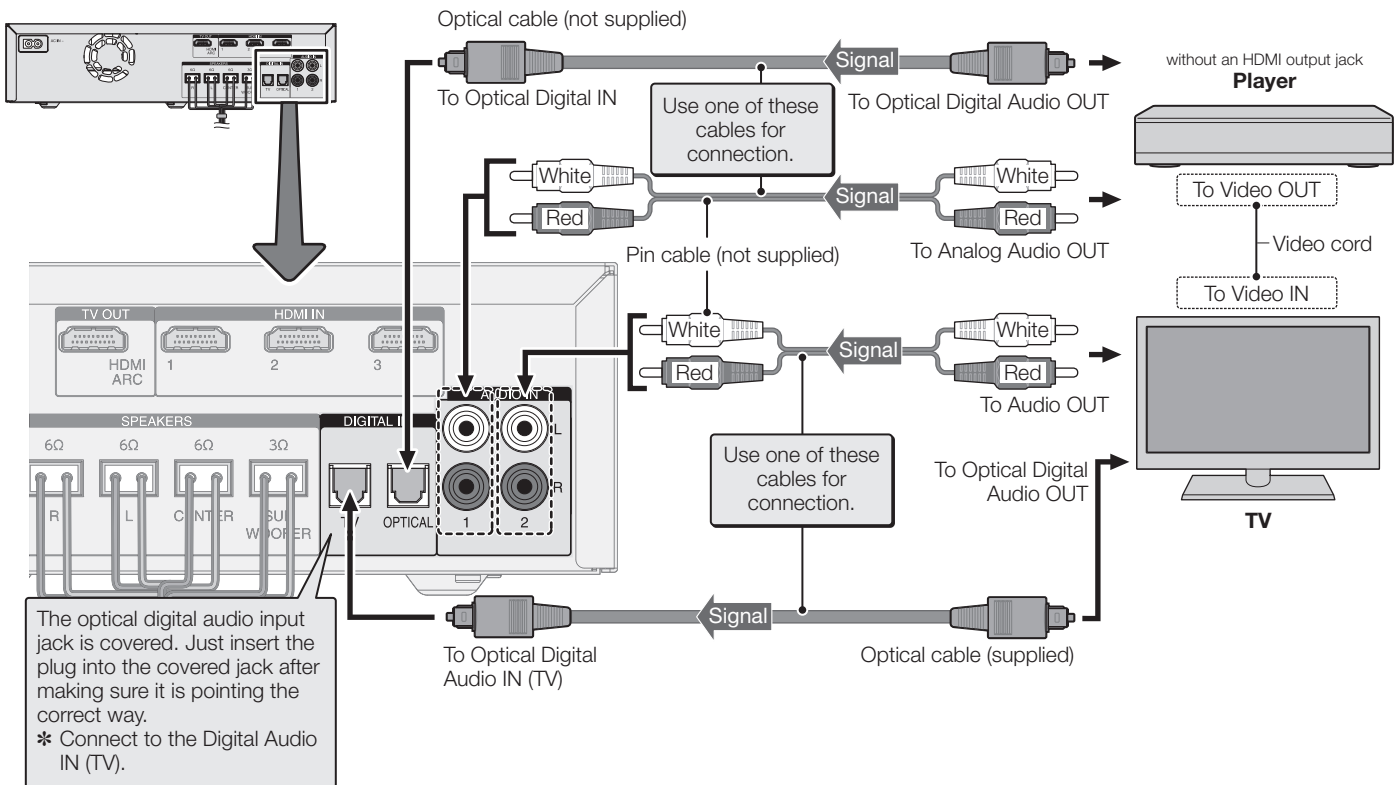 Optical cable (not supplied)
To Optical Digital IN
Signal
To Optical Digital Audio OUT
without an HDMI output jack
Player
Use one of these
cables for
connection.
White
Red
Signal
White
Red
To Analog Audio OUT
To Video OUT
Video cord
To Video IN
Pin cable (not supplied)
White
Red
Signal
White
Red
To Audio OUT
TV OUT
HDMI IN
HDMI
ARC
1
2
3
SPEAKERS
6Ω
6Ω
6Ω
3Ω
R
L
CENTER
SUB
WOOFER
DIGITAL IN
TV
OPTICAL
AUDIO IN
L
R
1
2
Use one of these
cables for
connection.
To Optical Digital
Audio OUT
TV
The optical digital audio input
jack is covered. Just insert the
plug into the covered jack after
making sure it is pointing the
correct way.
✻ Connect to the Digital Audio
IN (TV).
Signal
To Optical Digital
Audio IN (TV)
Optical cable (supplied)